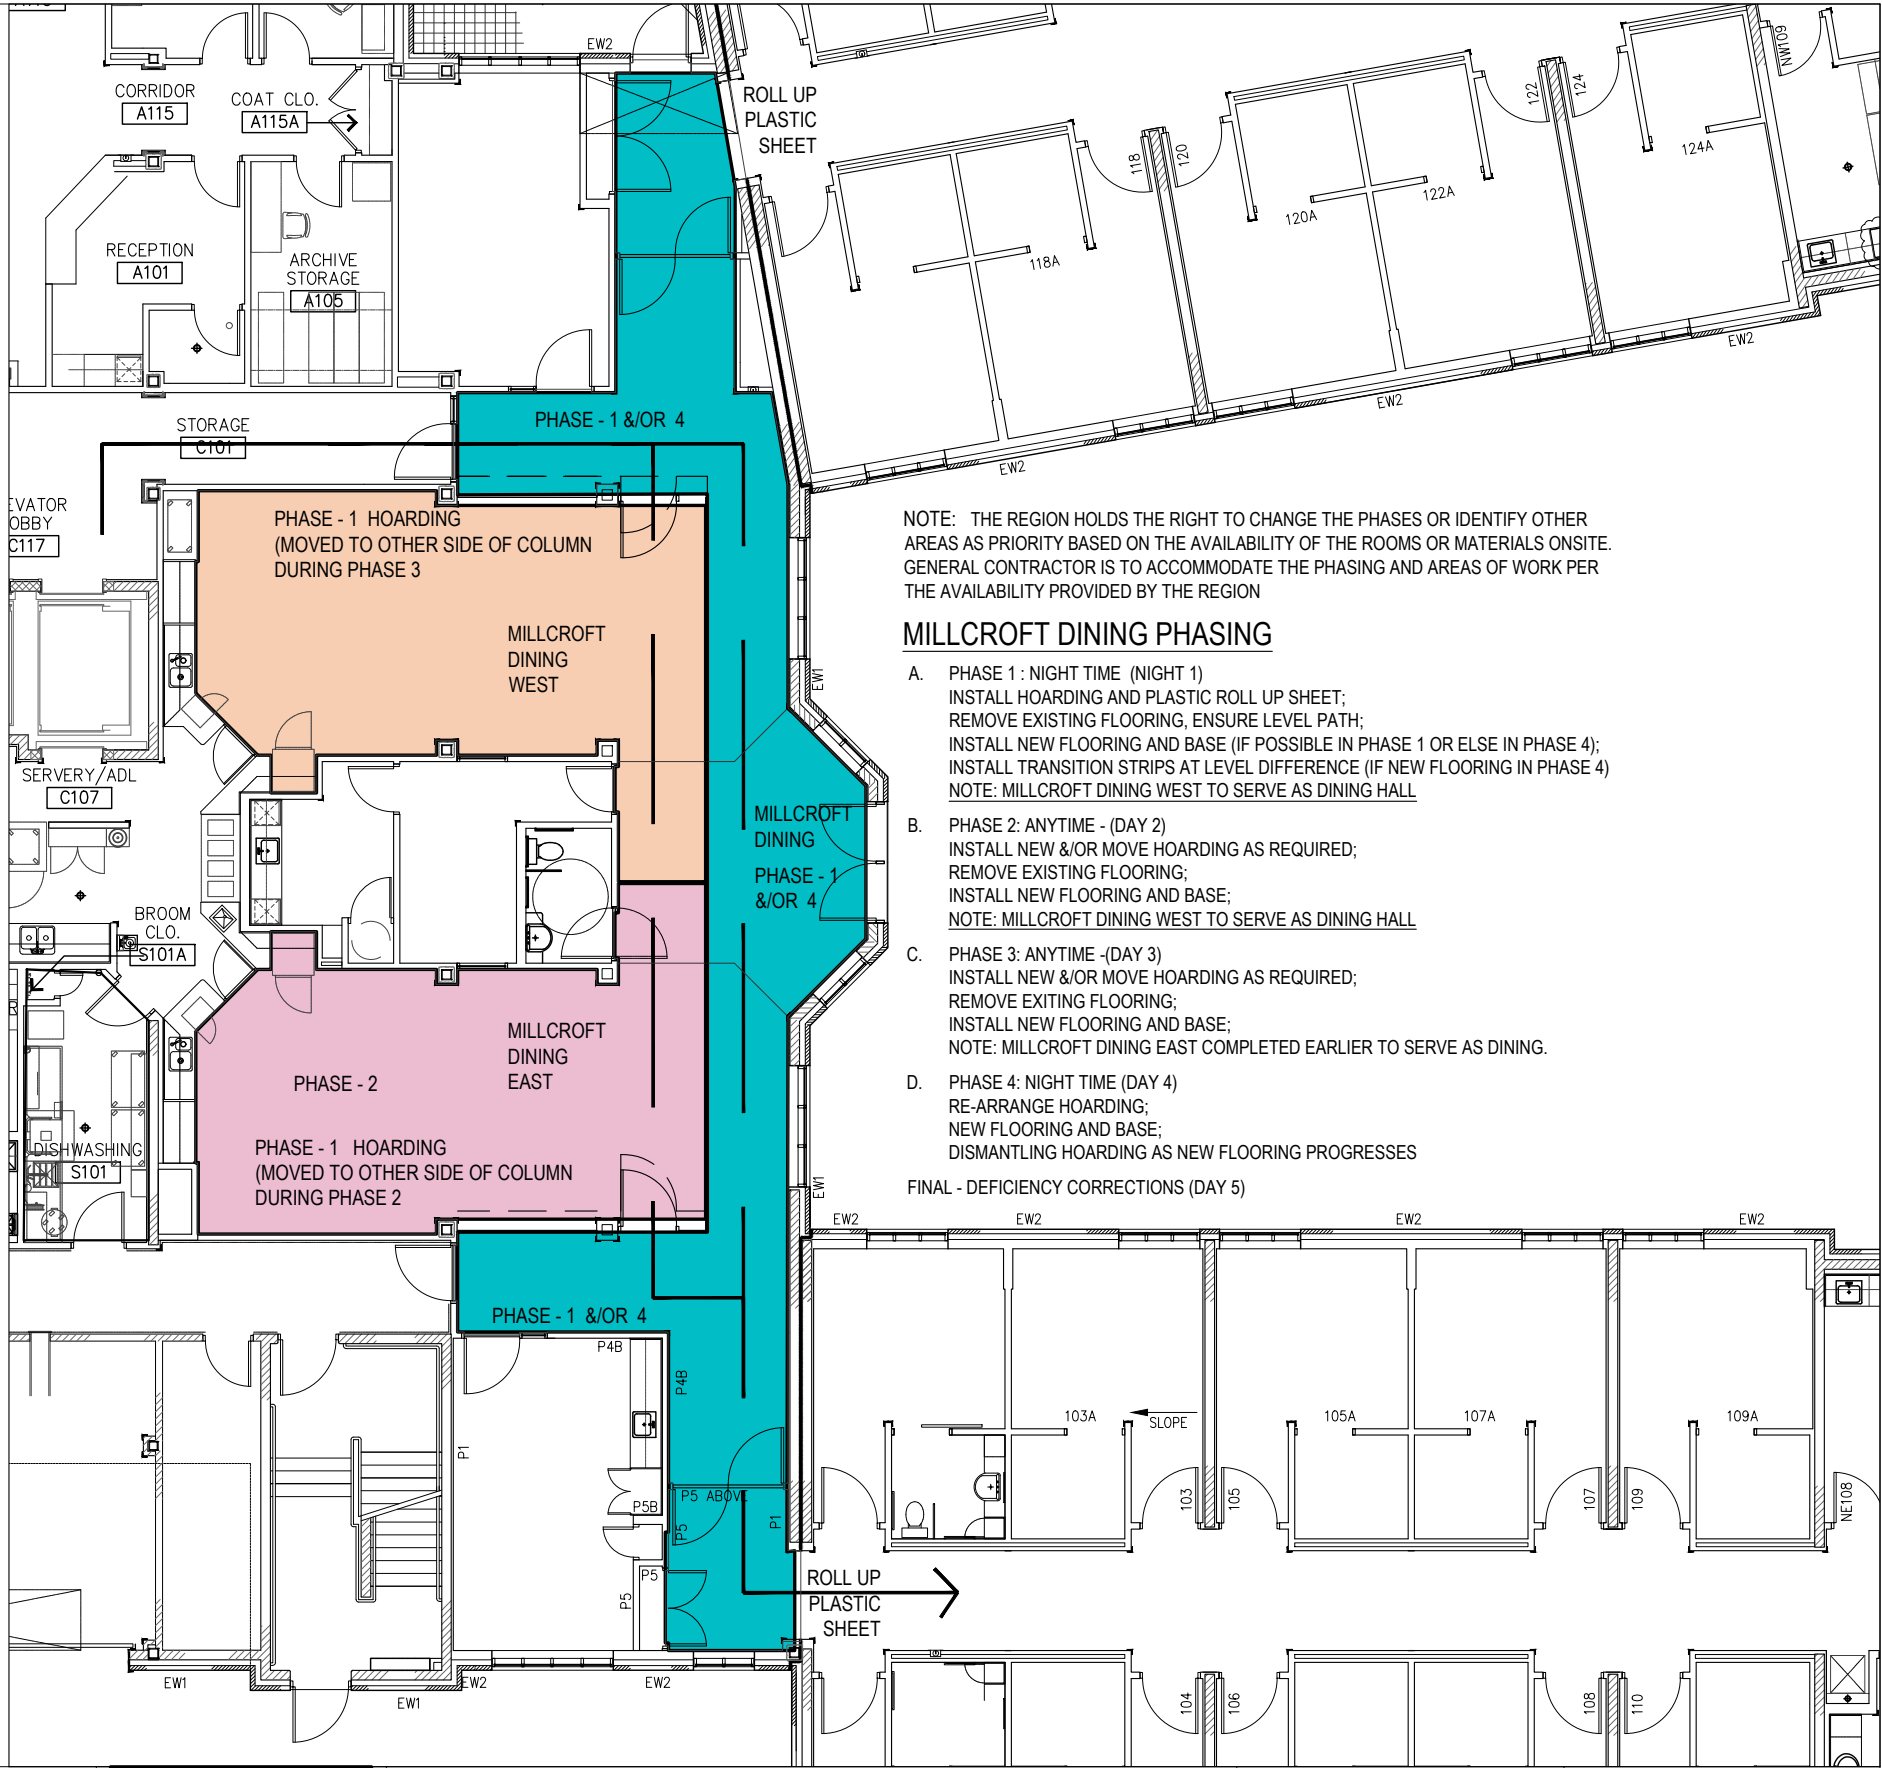 EW2
CORRIDOR
A115
COAT CLO.
A115A
ROLL UP
PLASTIC
SHEET
NW109
122
124
118
120
124A
122A
120A
118A
RECEPTION
A101
ARCHIVE
STORAGE
A105
EW2
EW2
EW2
STORAGE
C101
PHASE - 1 &/OR 4
EVATOR
OBBY
C117
PHASE - 1 HOARDING
(MOVED TO OTHER SIDE OF COLUMN
DURING PHASE 3
MILLCROFT
DINING
WEST
EW1
NOTE: THE REGION HOLDS THE RIGHT TO CHANGE THE PHASES OR IDENTIFY OTHER
AREAS AS PRIORITY BASED ON THE AVAILABILITY OF THE ROOMS OR MATERIALS ONSITE.
GENERAL CONTRACTOR IS TO ACCOMMODATE THE PHASING AND AREAS OF WORK PER
THE AVAILABILITY PROVIDED BY THE REGION
MILLCROFT DINING PHASING
A. PHASE 1 : NIGHT TIME (NIGHT 1)
INSTALL HOARDING AND PLASTIC ROLL UP SHEET;
REMOVE EXISTING FLOORING, ENSURE LEVEL PATH;
INSTALL NEW FLOORING AND BASE (IF POSSIBLE IN PHASE 1 OR ELSE IN PHASE 4);
INSTALL TRANSITION STRIPS AT LEVEL DIFFERENCE (IF NEW FLOORING IN PHASE 4)
NOTE: MILLCROFT DINING WEST TO SERVE AS DINING HALL
B. PHASE 2: ANYTIME - (DAY 2)
INSTALL NEW &/OR MOVE HOARDING AS REQUIRED;
REMOVE EXISTING FLOORING;
INSTALL NEW FLOORING AND BASE;
NOTE: MILLCROFT DINING WEST TO SERVE AS DINING HALL
C. PHASE 3: ANYTIME -(DAY 3)
INSTALL NEW &/OR MOVE HOARDING AS REQUIRED;
REMOVE EXITING FLOORING;
INSTALL NEW FLOORING AND BASE;
NOTE: MILLCROFT DINING EAST COMPLETED EARLIER TO SERVE AS DINING.
D. PHASE 4: NIGHT TIME (DAY 4)
RE-ARRANGE HOARDING;
NEW FLOORING AND BASE;
DISMANTLING HOARDING AS NEW FLOORING PROGRESSES
FINAL - DEFICIENCY CORRECTIONS (DAY 5)
SERVERY/ADL
C107
MILLCROFT
DINING
PHASE - 1
&/OR 4
BROOM
CLO.
S101A
MILLCROFT
DINING
EAST
PHASE - 2
PHASE - 1 HOARDING
(MOVED TO OTHER SIDE OF COLUMN
DURING PHASE 2
DISHWASHING
S101
EW1
EW2
EW2
EW2
EW2
PHASE - 1 &/OR 4
P4B
P4B
P1
P5B
P5 ABOVE
P5
P1
P5
P5
103A
SLOPE
105A
107A
109A
103
105
107
109
NE108
ROLL UP
PLASTIC
SHEET
EW1
EW1
EW2
EW2
104
106
108
110